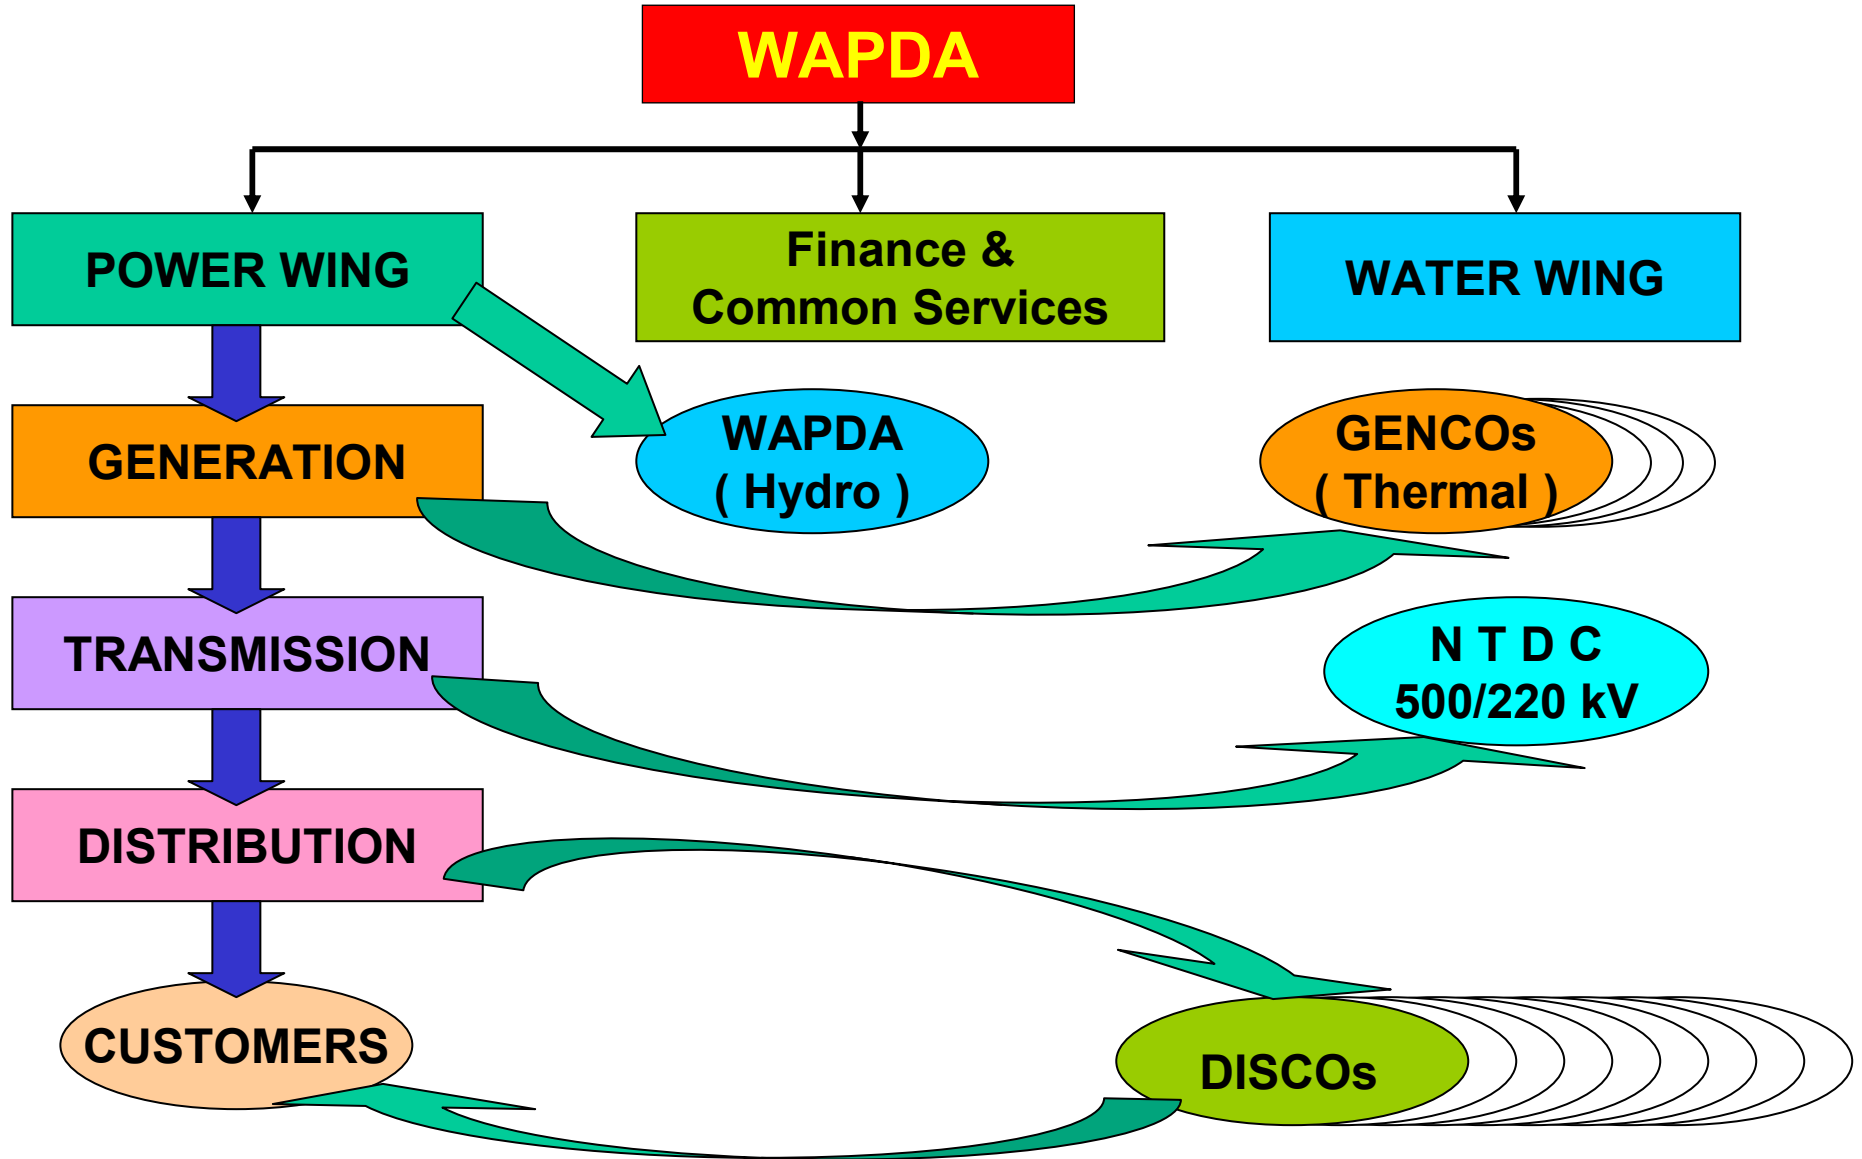 WAPDA
POWER WING
Finance &
Common Services
WATER WING
GENERATION
WAPDA
( Hydro )
GENCOs
( Thermal )
TRANSMISSION
N T D C
500/220 kV
DISTRIBUTION
CUSTOMERS
DISCOs